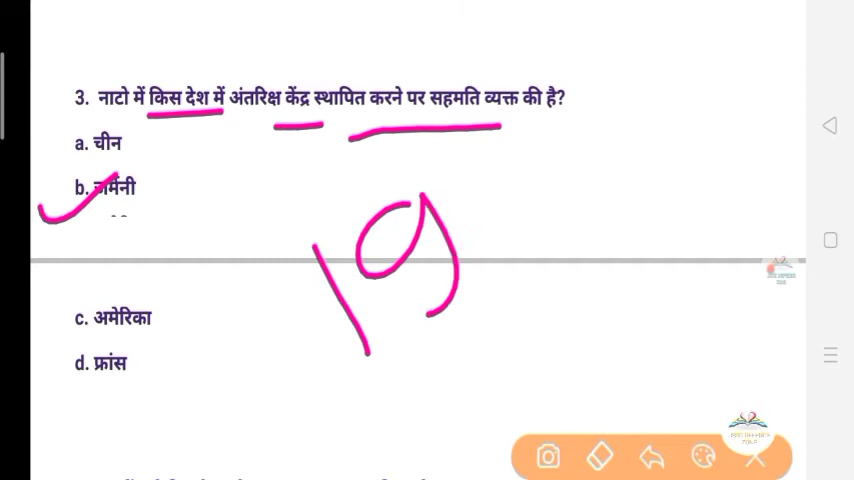 3. नाटो में किस देश में अंतरिक्ष केंद्र स्थापित करने पर सहमति व्यक्त की है?
a. चीन
b. जर्मनी
19
c. अमेरिका
d. फ्रांस